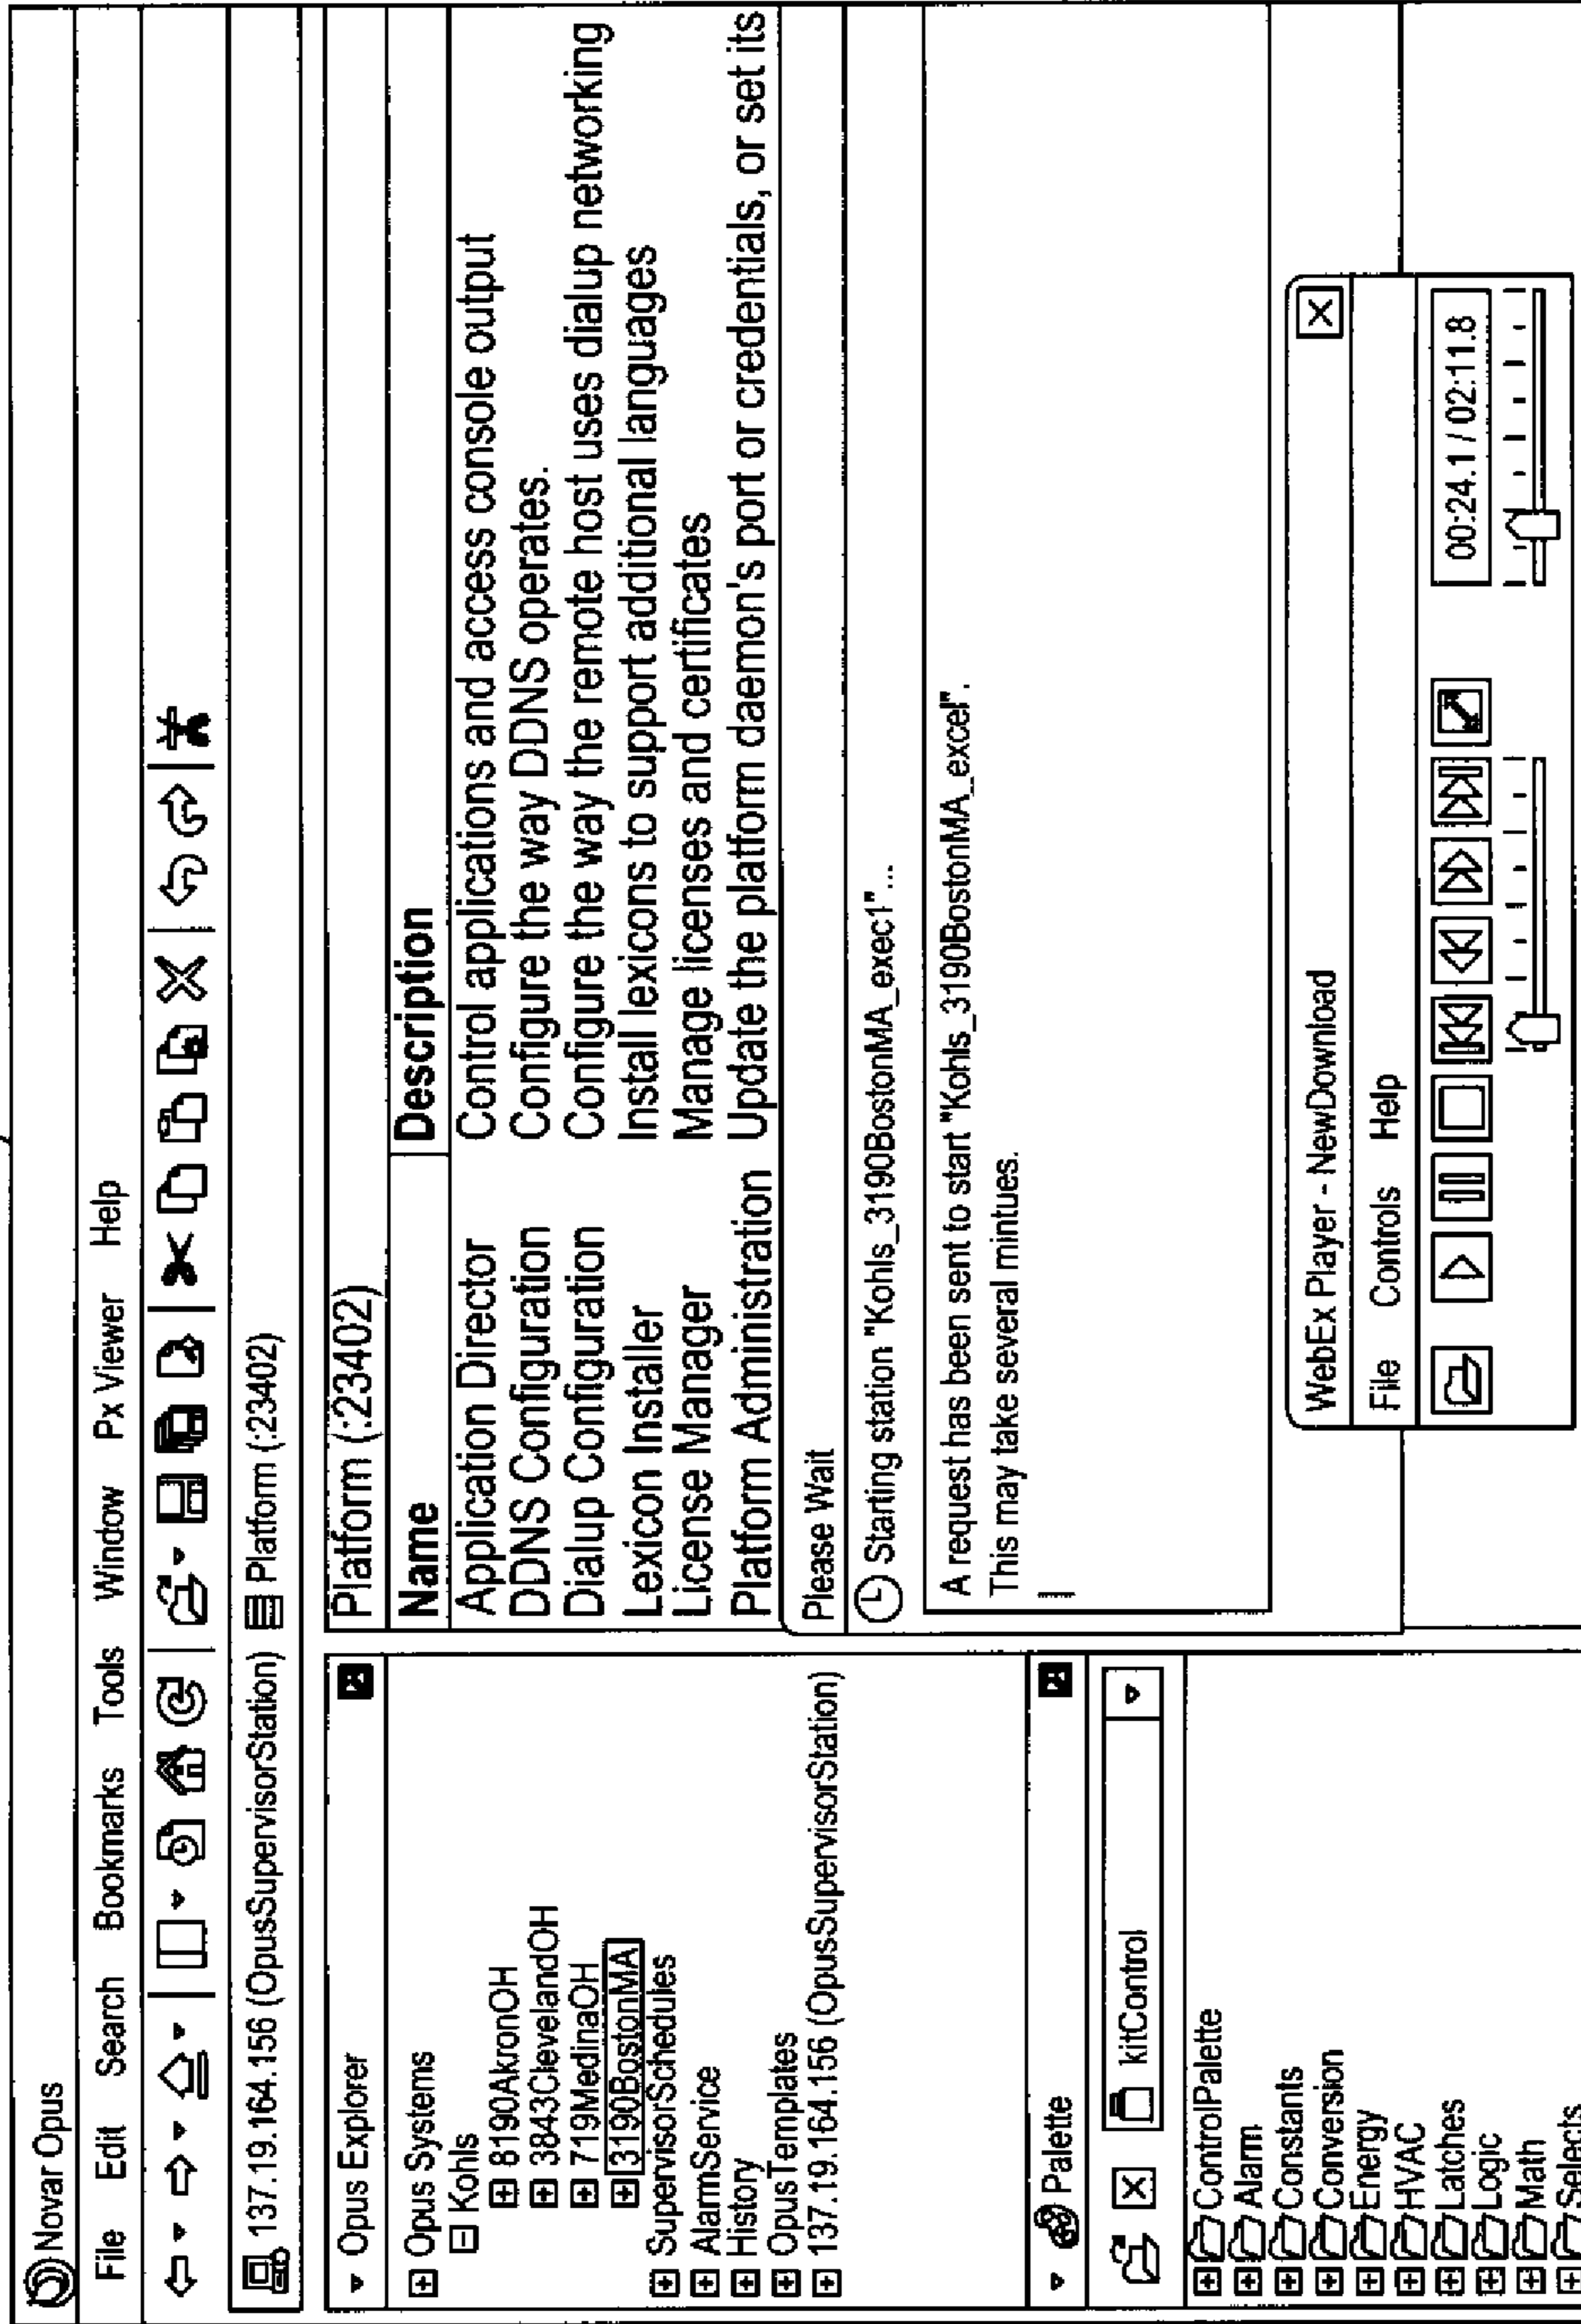 Novar Opus
File Edit Search Bookmarks Tools Window Px Viewer Help
137.19.164.156 (OpusSupervisorStation) Platform (:23402)
Opus Explorer
Opus Systems
Kohls
8190AkronOH
3843ClevelandOH
719MedinaOH
3190BostonMA
SupervisorSchedules
AlarmService
History
OpusTemplates
137.19.164.156 (OpusSupervisorStation)
Palette
kitControl
ControlPalette
Alarm
Constants
Conversion
Energy
HVAC
Latches
Logic
Math
Selects
Platform (:23402)
Name Description
Application Director Control applications and access console output
DDNS Configuration Configure the way DDNS operates.
Dialup Configuration Configure the way the remote host uses dialup networking
Lexicon Installer Install lexicons to support additional languages
License Manager Manage licenses and certificates
Platform Administration Update the platform daemon's port or credentials, or set its
Please Wait
Starting station "Kohls_3190BostonMA_exec1"...
A request has been sent to start "Kohls_3190BostonMA_excel".
This may take several mintues.
WebEx Player - NewDownload
File Controls Help
00:24.1 / 02:11.8